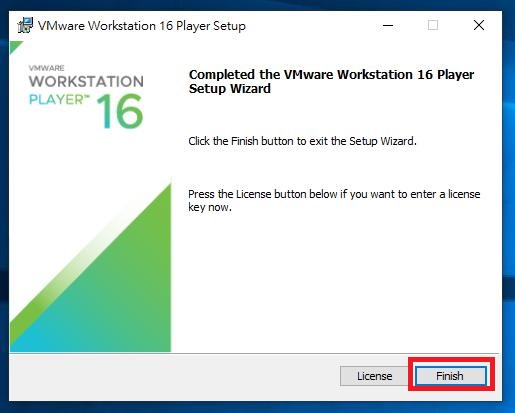 VMware Workstation 16 Player Setup
VMWARE
WORKSTATION
PLAYER™ 16
Completed the VMware Workstation 16 Player
Setup Wizard
Click the Finish button to exit the Setup Wizard.
Press the License button below if you want to enter a license
key now.
License
Finish